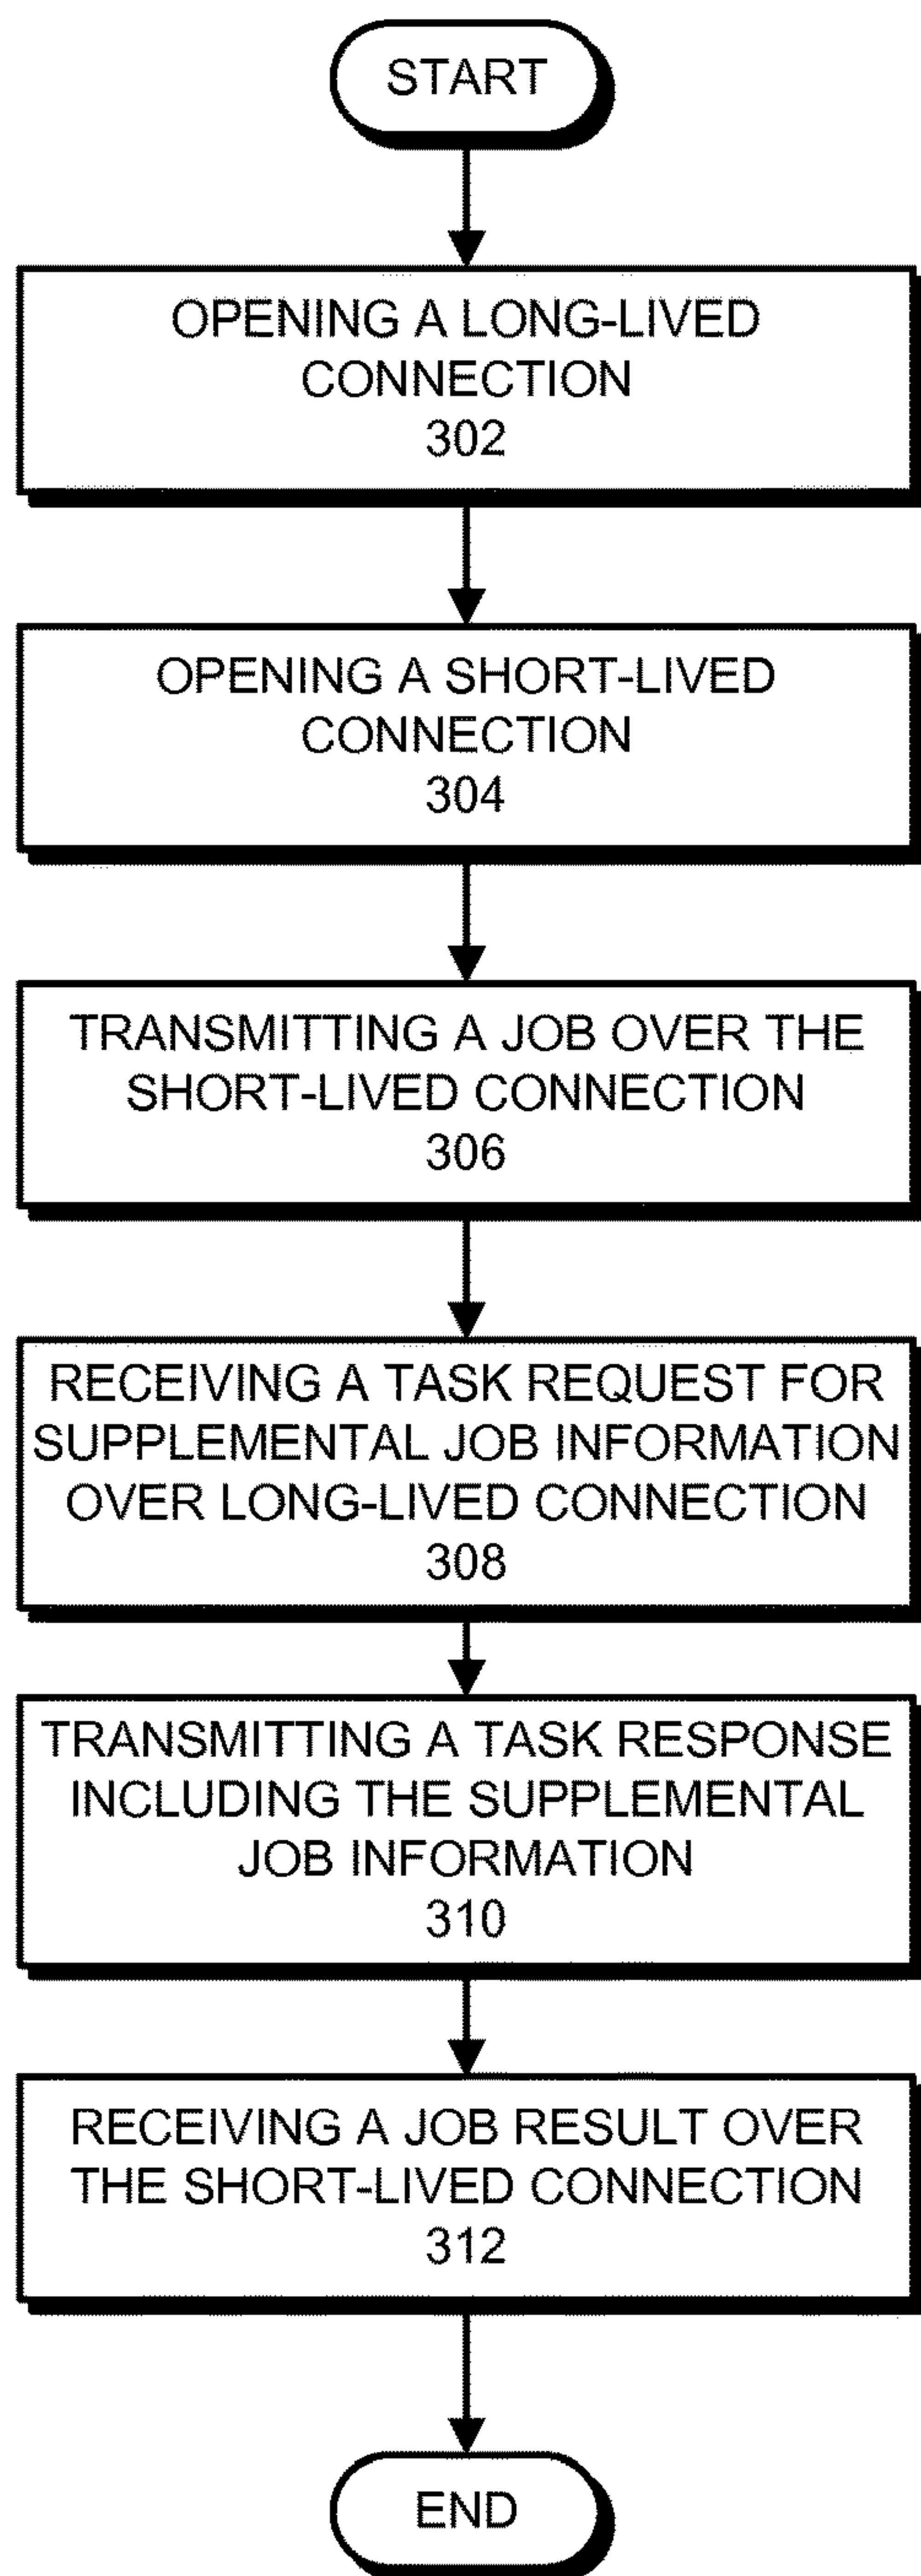 START
OPENING A LONG-LIVED
CONNECTION
302
OPENING A SHORT-LIVED
CONNECTION
304
TRANSMITTING A JOB OVER THE
SHORT-LIVED CONNECTION
306
RECEIVING A TASK REQUEST FOR
SUPPLEMENTAL JOB INFORMATION
OVER LONG-LIVED CONNECTION
308
TRANSMITTING A TASK RESPONSE
INCLUDING THE SUPPLEMENTAL
JOB INFORMATION
310
RECEIVING A JOB RESULT OVER
THE SHORT-LIVED CONNECTION
312
END